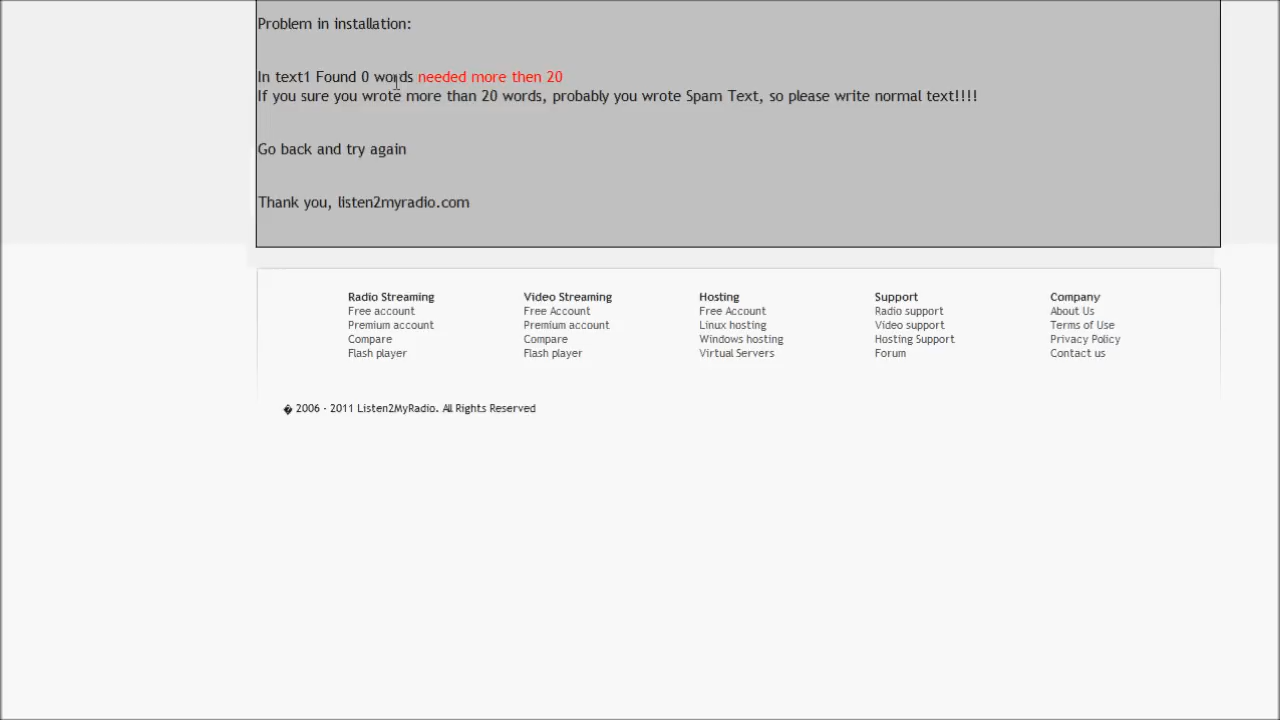 Problem in installation:
In text1 Found 0 words needed more then 20
If you sure you wrote more than 20 words, probably you wrote Spam Text, so please write normal text!!!!
Go back and try again
Thank you, listen2myradio.com
Radio Streaming
Free account
Premium account
Compare
Flash player
Video Streaming
Free Account
Premium account
Compare
Flash player
Hosting
Free Account
Linux hosting
Windows hosting
Virtual Servers
Support
Radio support
Video support
Hosting Support
Forum
Company
About Us
Terms of Use
Privacy Policy
Contact us
� 2006 - 2011 Listen2MyRadio. All Rights Reserved